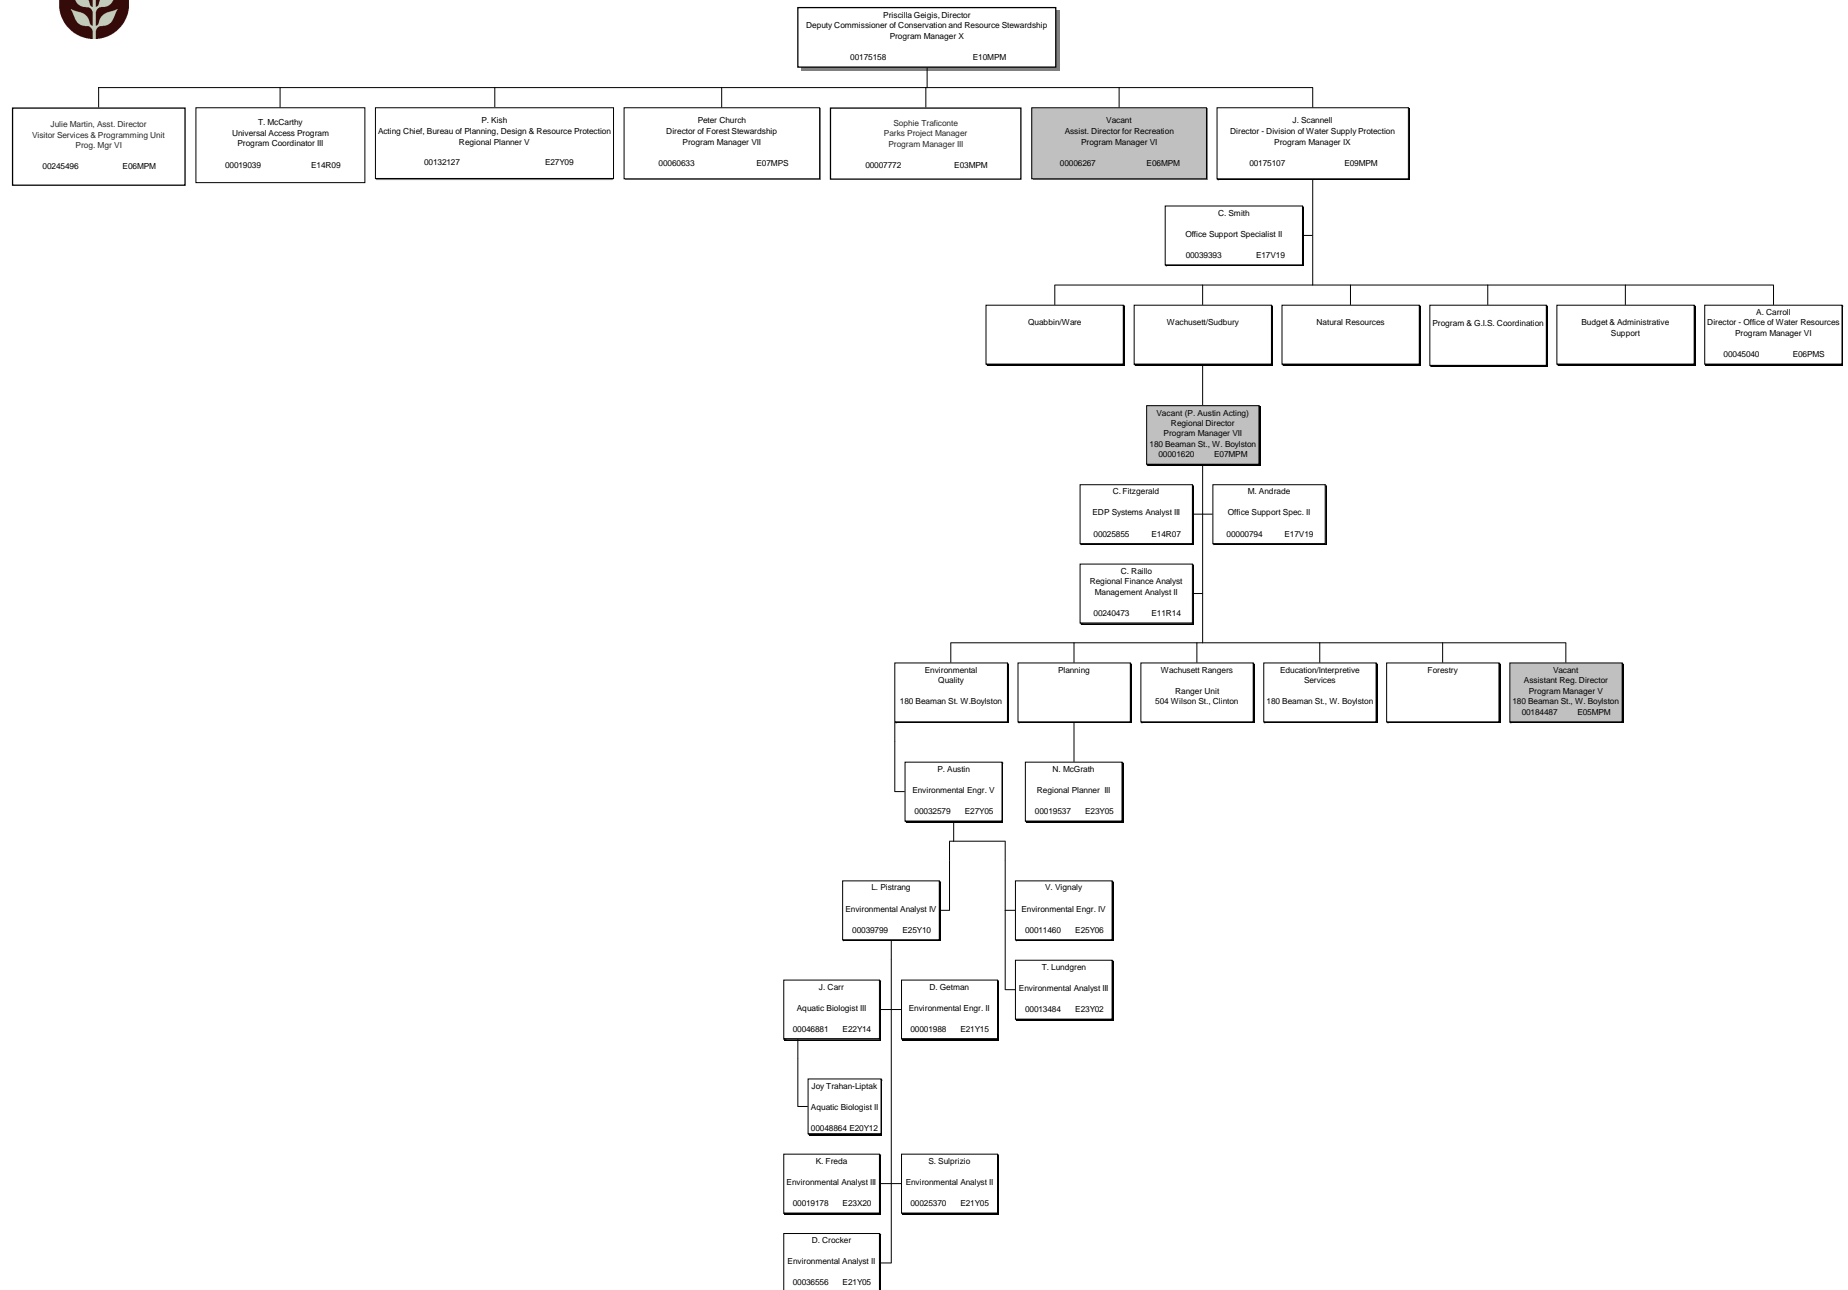 Priscilla Geigis, Director
Deputy Commissioner of Conservation and Resource Stewardship
Program Manager X
00175158 E10MPM
Julie Martin, Asst. Director
Visitor Services & Programming Unit
Prog. Mgr VI
00245496 E06MPM
T. McCarthy
Universal Access Program
Program Coordinator III
00019039 E14R09
P. Kish
Acting Chief, Bureau of Planning, Design & Resource Protection
Regional Planner V
00132127 E27Y09
Peter Church
Director of Forest Stewardship
Program Manager VII
00060633 E07MPS
Sophie Traficonte
Parks Project Manager
Program Manager III
00007772 E03MPM
Vacant
Assist. Director for Recreation
Program Manager VI
00006267 E06MPM
J. Scannell
Director - Division of Water Supply Protection
Program Manager IX
00175107 E09MPM
C. Smith
Office Support Specialist II
00039393 E17V19
Quabbin/Ware
Wachusett/Sudbury
Natural Resources
Program & G.I.S. Coordination
Budget & Administrative
Support
A. Carroll
Director - Office of Water Resources
Program Manager VI
00045040 E06PMS
Vacant (P. Austin Acting)
Regional Director
Program Manager VII
180 Beaman St., W. Boylston
00001620 E07MPM
C. Fitzgerald
EDP Systems Analyst III
00025855 E14R07
M. Andrade
Office Support Spec. II
00000794 E17V19
C. Raillo
Regional Finance Analyst
Management Analyst II
00240473 E11R14
Environmental
Quality
180 Beaman St. W.Boylston
Planning
Wachusett Rangers
Ranger Unit
504 Wilson St., Clinton
Education/Interpretive
Services
180 Beaman St., W. Boylston
Forestry
Vacant
Assistant Reg. Director
Program Manager V
180 Beaman St., W. Boylston
00184487 E05MPM
P. Austin
Environmental Engr. V
00032579 E27Y05
N. McGrath
Regional Planner III
00019537 E23Y05
L. Pistrang
Environmental Analyst IV
00039799 E25Y10
V. Vignaly
Environmental Engr. IV
00011460 E25Y06
T. Lundgren
Environmental Analyst III
00013484 E23Y02
J. Carr
Aquatic Biologist III
00046881 E22Y14
D. Getman
Environmental Engr. II
00001988 E21Y15
Joy Trahan-Liptak
Aquatic Biologist II
00048864 E20Y12
K. Freda
Environmental Analyst III
00019178 E23X20
S. Sulprizio
Environmental Analyst II
00025370 E21Y05
D. Crocker
Environmental Analyst II
00036556 E21Y05